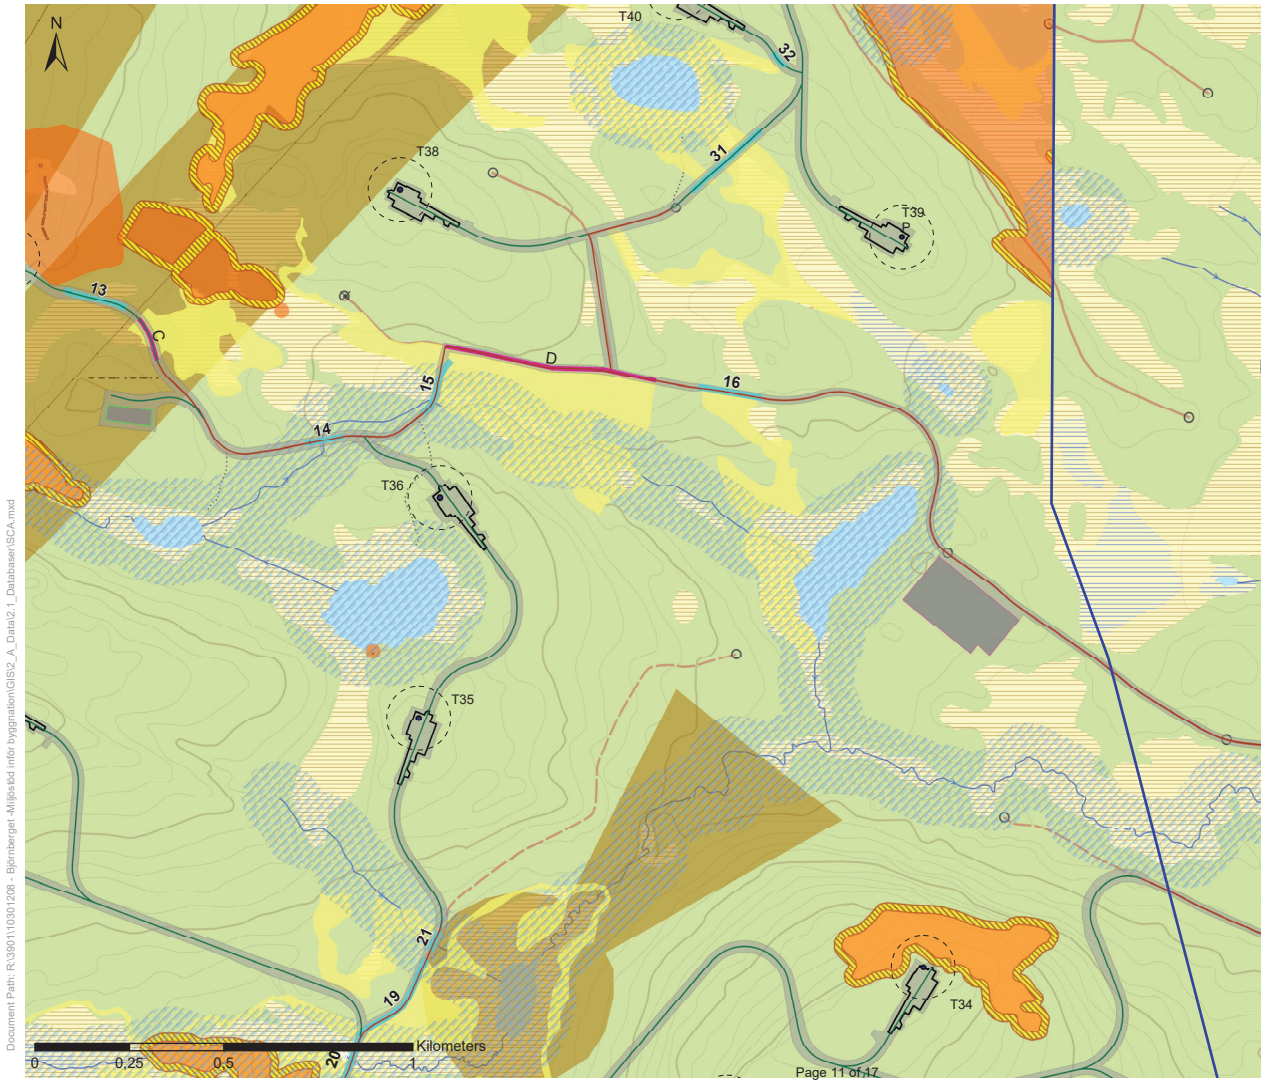 N
T40
32
T38
31
T39
P
13
C
D
15
16
14
T36
T35
21
19
T34
20
Kilometers
0
0,25
0,5
1
Page 11 of 17
Document Path: R:\3901\10301208 - Björnberget -Miljöstöd inför byggnation\GIS\2_A_Data\2.1_Databaser\SCA.mxd